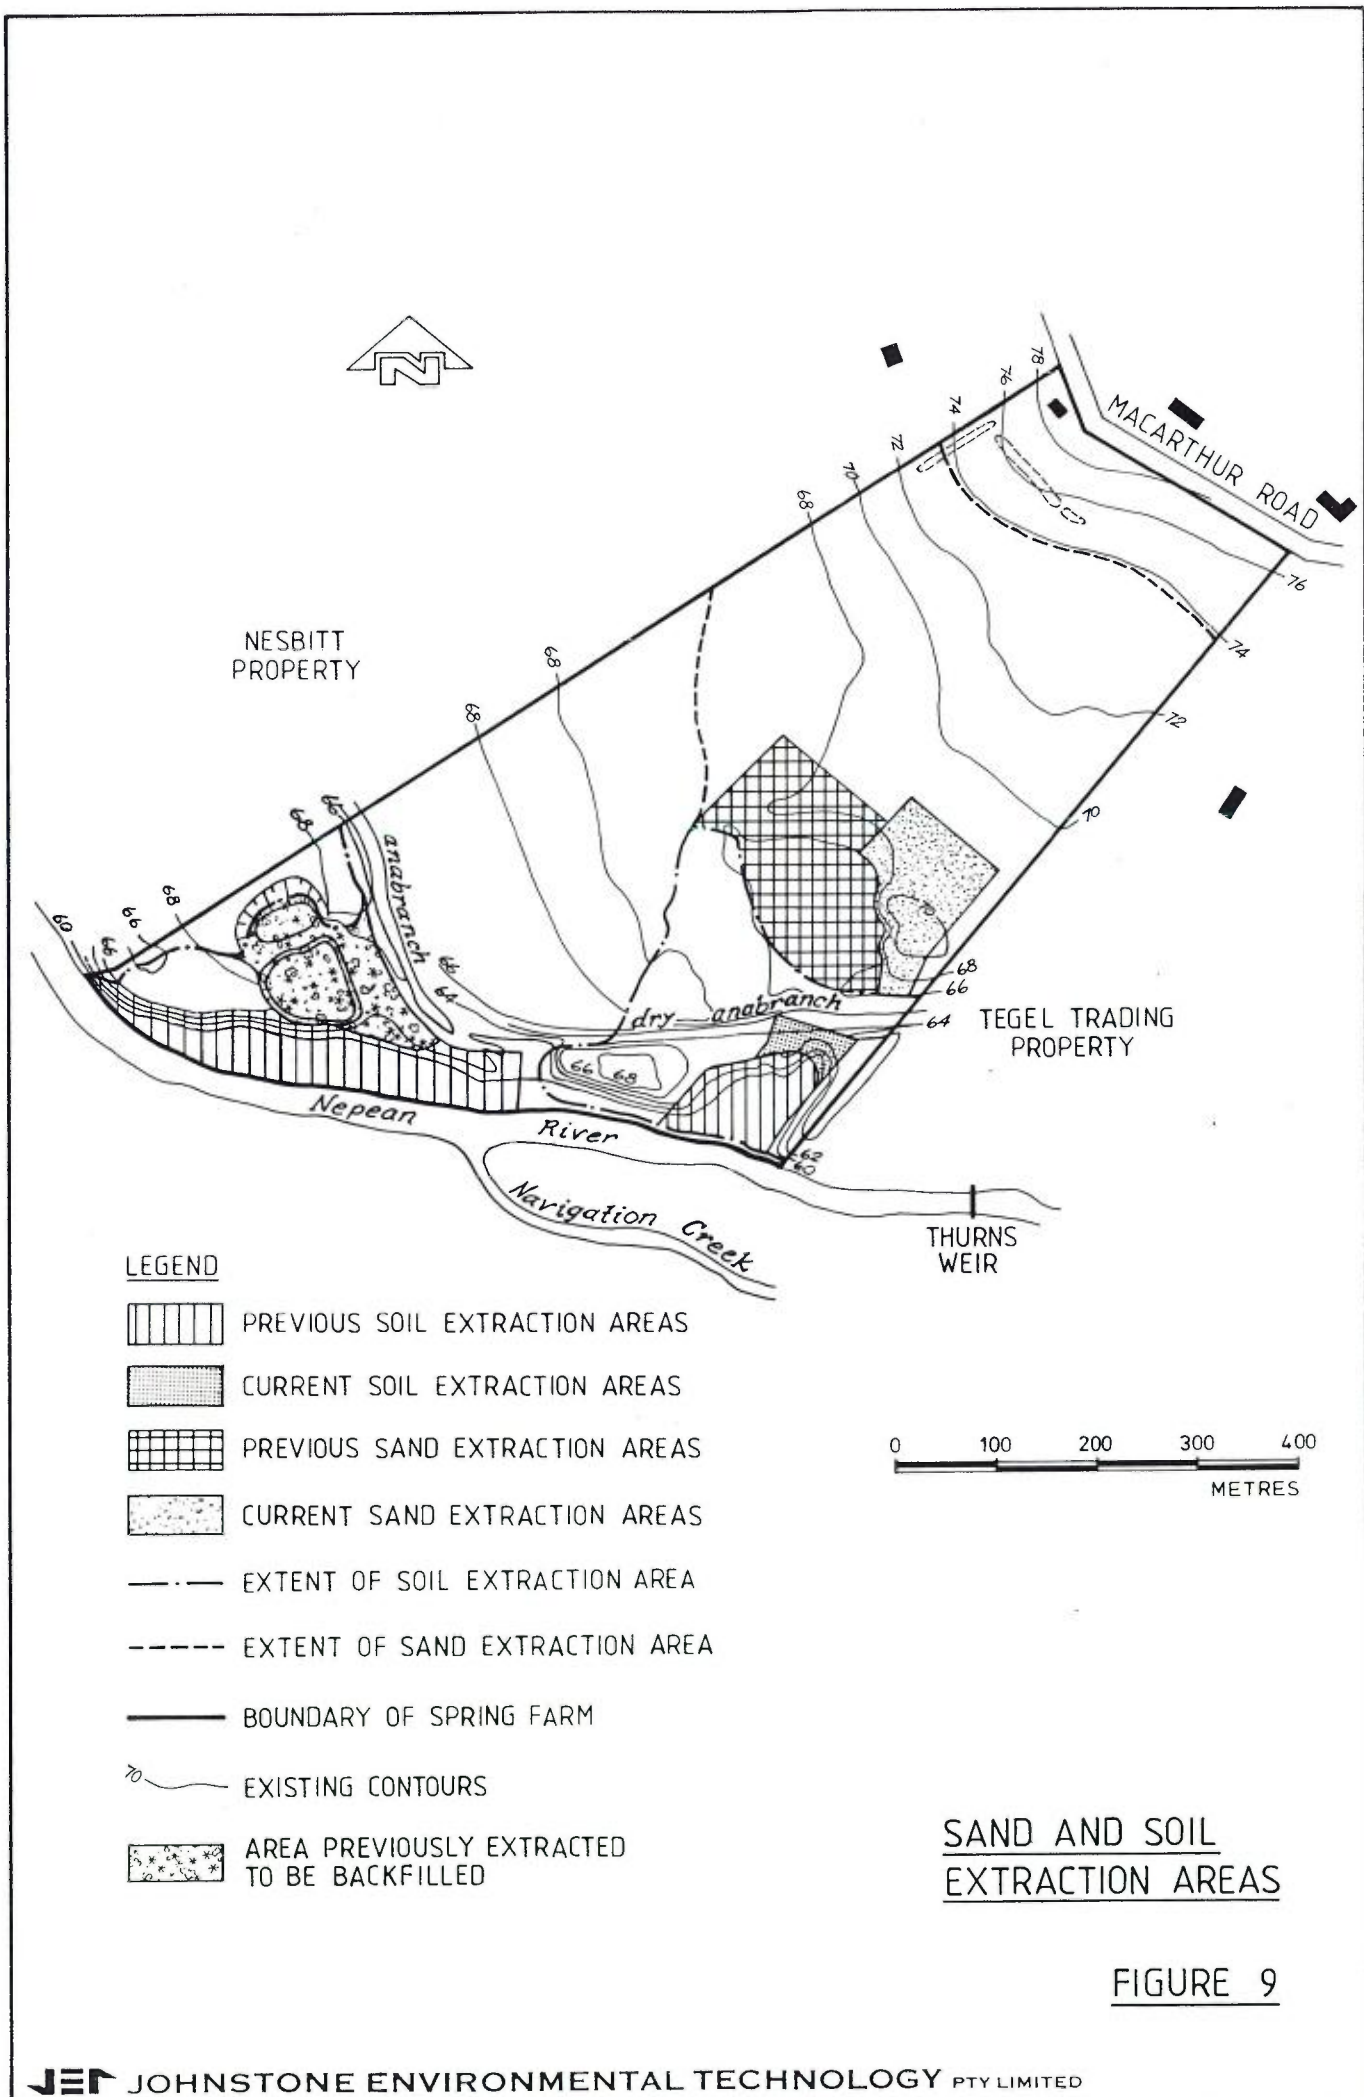 N
78
76
74
72
70
68
MACARTHUR ROAD
76
74
72
70
NESBITT
PROPERTY
68
68
66
68
anabranch
68
66
66
60
66
64
68
66
64
dry anabranch
TEGEL TRADING
PROPERTY
66
68
62
60
Nepean
River
Navigation Creek
THURNS
WEIR
LEGEND
PREVIOUS SOIL EXTRACTION AREAS
CURRENT SOIL EXTRACTION AREAS
PREVIOUS SAND EXTRACTION AREAS
CURRENT SAND EXTRACTION AREAS
EXTENT OF SOIL EXTRACTION AREA
EXTENT OF SAND EXTRACTION AREA
BOUNDARY OF SPRING FARM
70
EXISTING CONTOURS
AREA PREVIOUSLY EXTRACTED
TO BE BACKFILLED
0 100 200 300 400
METRES
SAND AND SOIL
EXTRACTION AREAS
FIGURE 9
JET JOHNSTONE ENVIRONMENTAL TECHNOLOGY PTY LIMITED